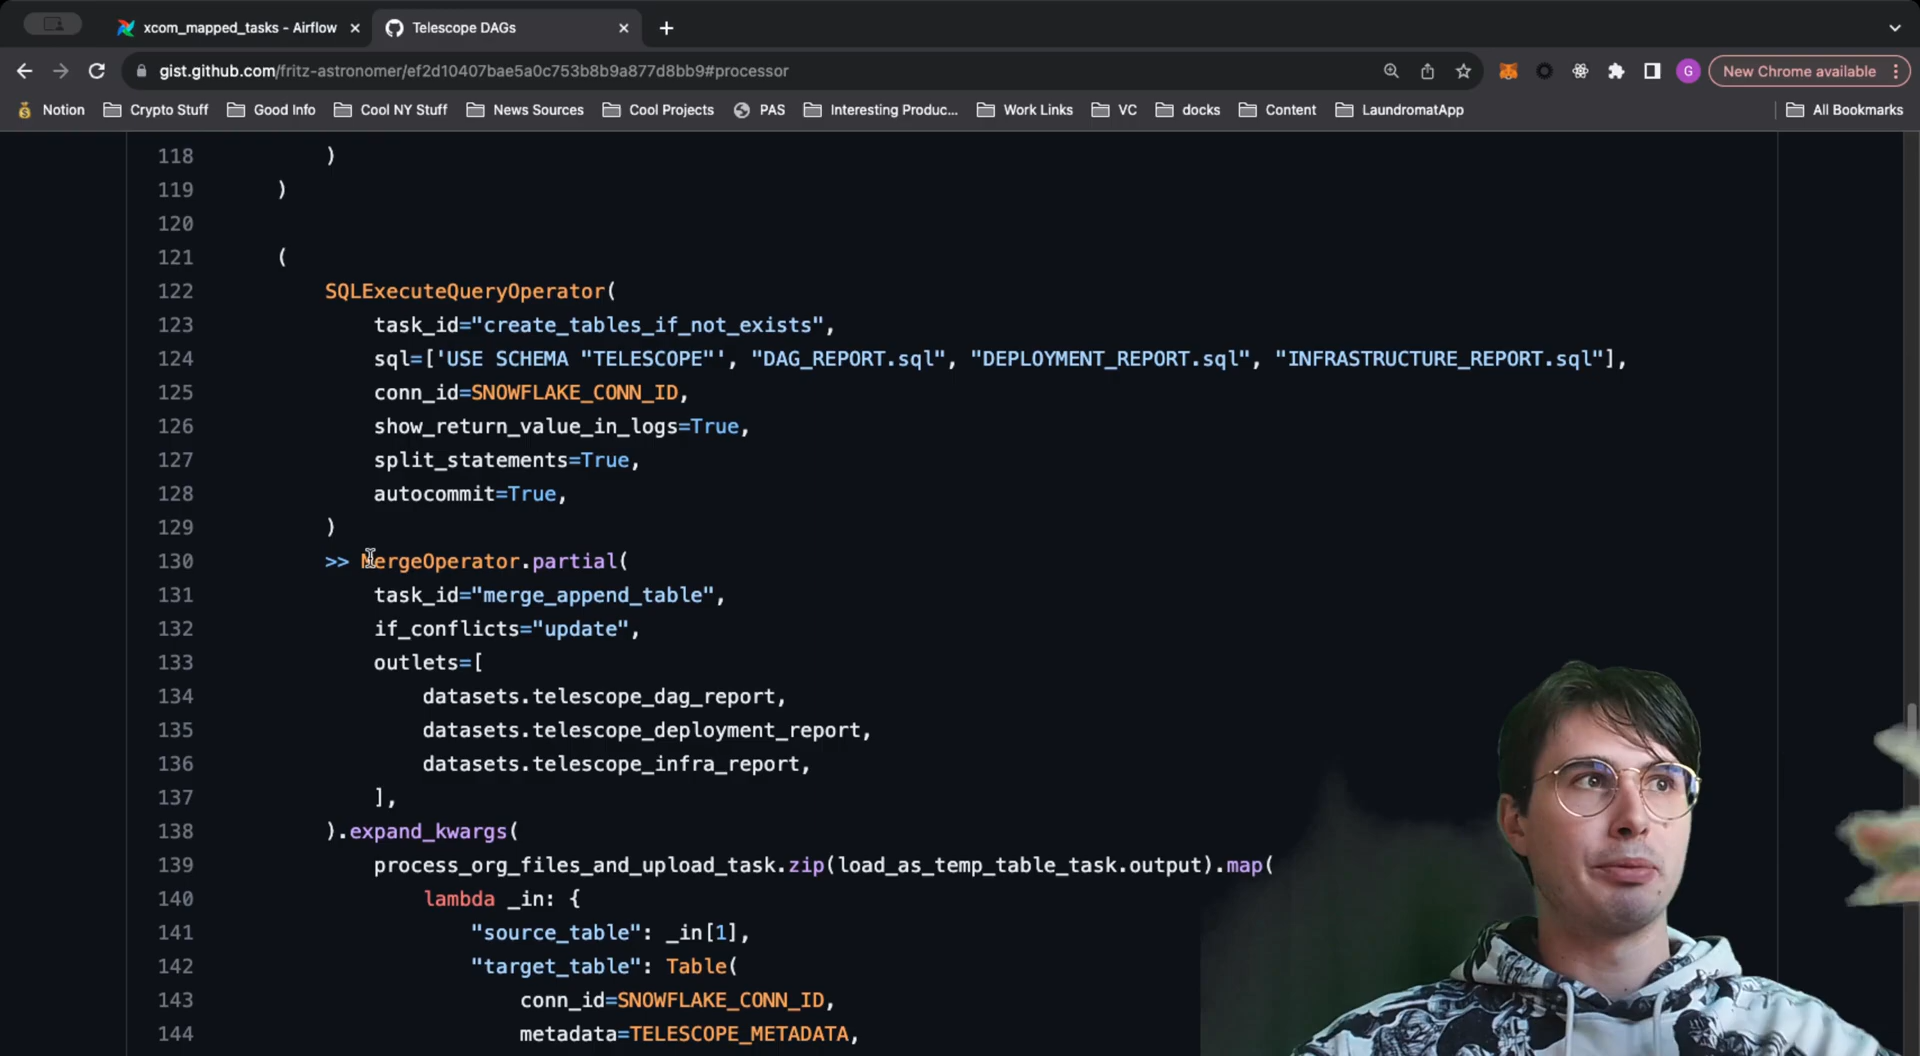 xcom_mapped_tasks - Airflow
Telescope DAGs
gist.github.com/fritz-astronomer/ef2d10407bae5a0c753b8b9a877d8bb9#processor
G
New Chrome available
Notion
Crypto Stuff
Good Info
Cool NY Stuff
News Sources
Cool Projects
PAS
Interesting Produc...
Work Links
VC
docks
Content
LaundromatApp
All Bookmarks
118 )
119 )
120
121 (
122 SQLExecuteQueryOperator(
123 task_id="create_tables_if_not_exists",
124 sql=['USE SCHEMA "TELESCOPE"', "DAG_REPORT.sql", "DEPLOYMENT_REPORT.sql", "INFRASTRUCTURE_REPORT.sql"],
125 conn_id=SNOWFLAKE_CONN_ID,
126 show_return_value_in_logs=True,
127 split_statements=True,
128 autocommit=True,
129 )
130 >> MergeOperator.partial(
131 task_id="merge_append_table",
132 if_conflicts="update",
133 outlets=[
134 datasets.telescope_dag_report,
135 datasets.telescope_deployment_report,
136 datasets.telescope_infra_report,
137 ],
138 ).expand_kwargs(
139 process_org_files_and_upload_task.zip(load_as_temp_table_task.output).map(
140 lambda _in: {
141 "source_table": _in[1],
142 "target_table": Table(
143 conn_id=SNOWFLAKE_CONN_ID,
144 metadata=TELESCOPE_METADATA,